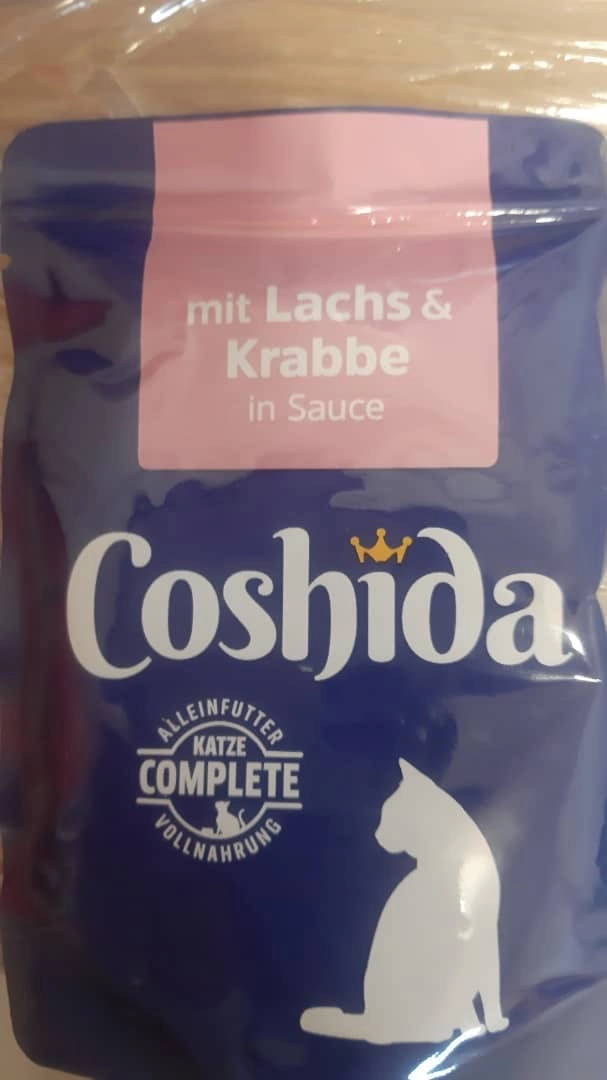 mit Lachs &
Krabbe
in Sauce
Coshida
ALLEINFUTTER
KATZE
COMPLETE
VOLLNAHRUNG